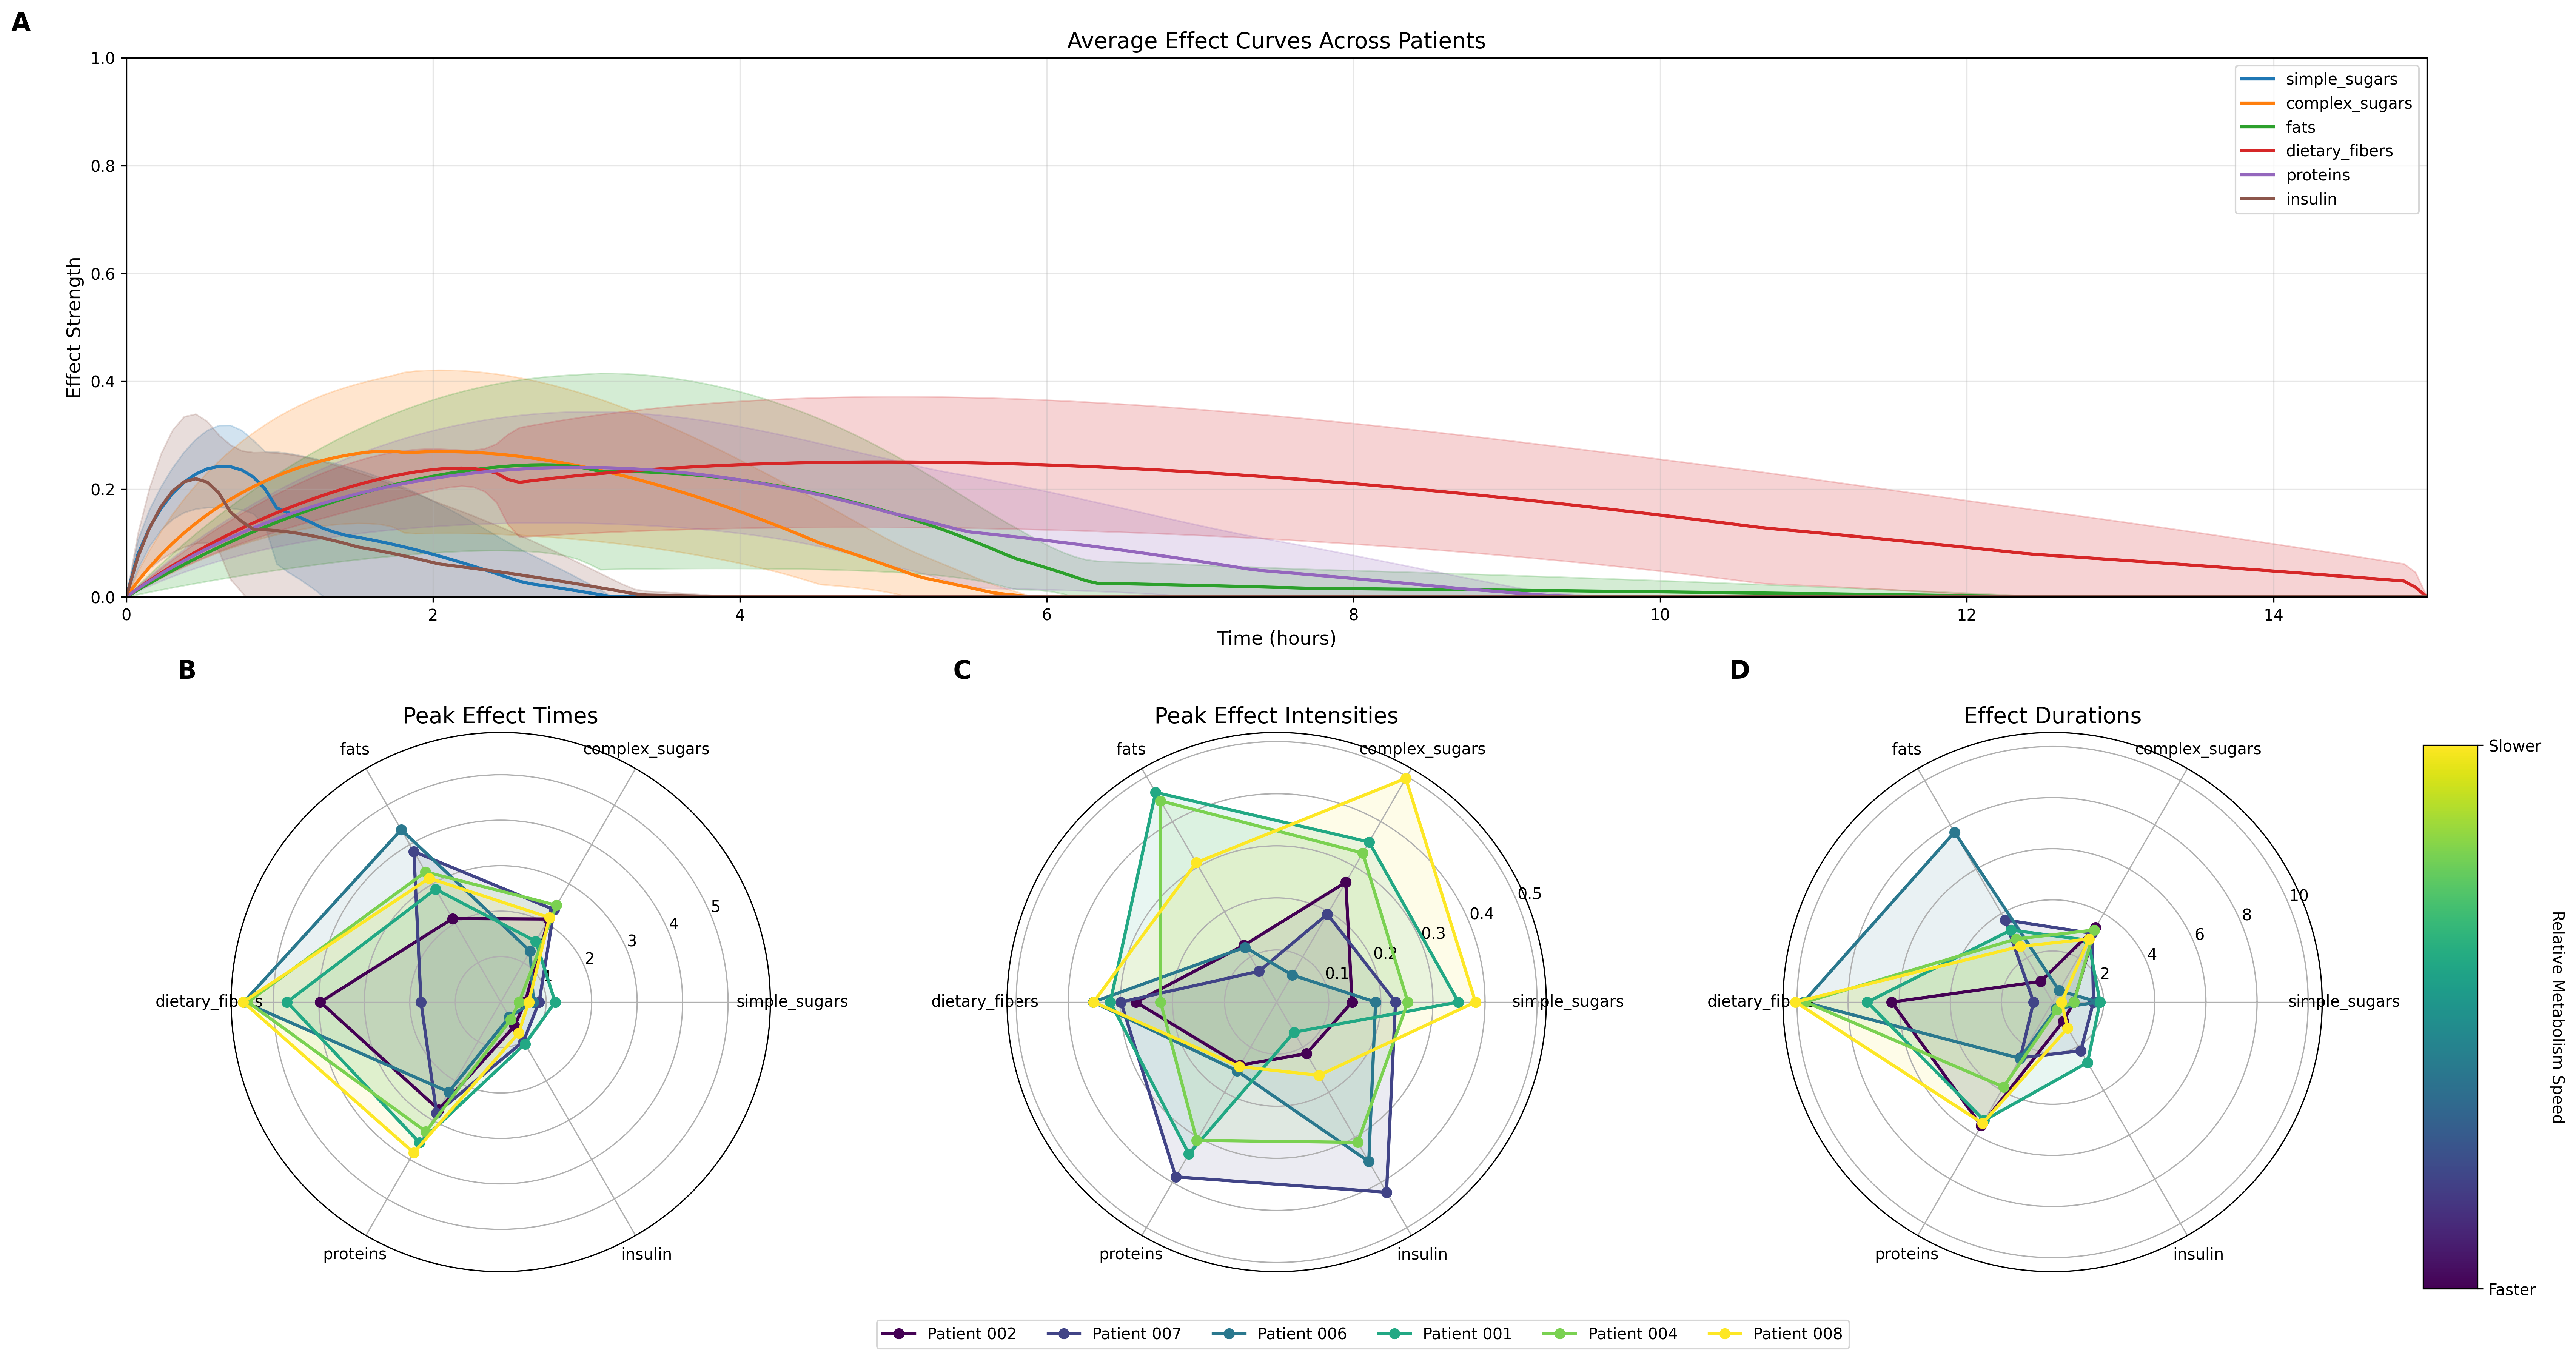 A
Average Effect Curves Across Patients
1.0
0.8
0.6
0.4
0.2
0.0
Effect Strength
simple_sugars
complex_sugars
fats
dietary_fibers
proteins
insulin
0 2 4 6 8 10 12 14
Time (hours)
B
Peak Effect Times
fats
complex_sugars
dietary_fibers
simple_sugars
proteins
insulin
1 2 3 4 5
C
Peak Effect Intensities
fats
complex_sugars
dietary_fibers
simple_sugars
proteins
insulin
0.1 0.2 0.3 0.4 0.5
D
Effect Durations
fats
complex_sugars
simple_sugars
dietary_fib
proteins
insulin
2 4 6 8 10
Slower
Relative Metabolism Speed
Faster
Patient 002 Patient 007 Patient 006 Patient 001 Patient 004 Patient 008